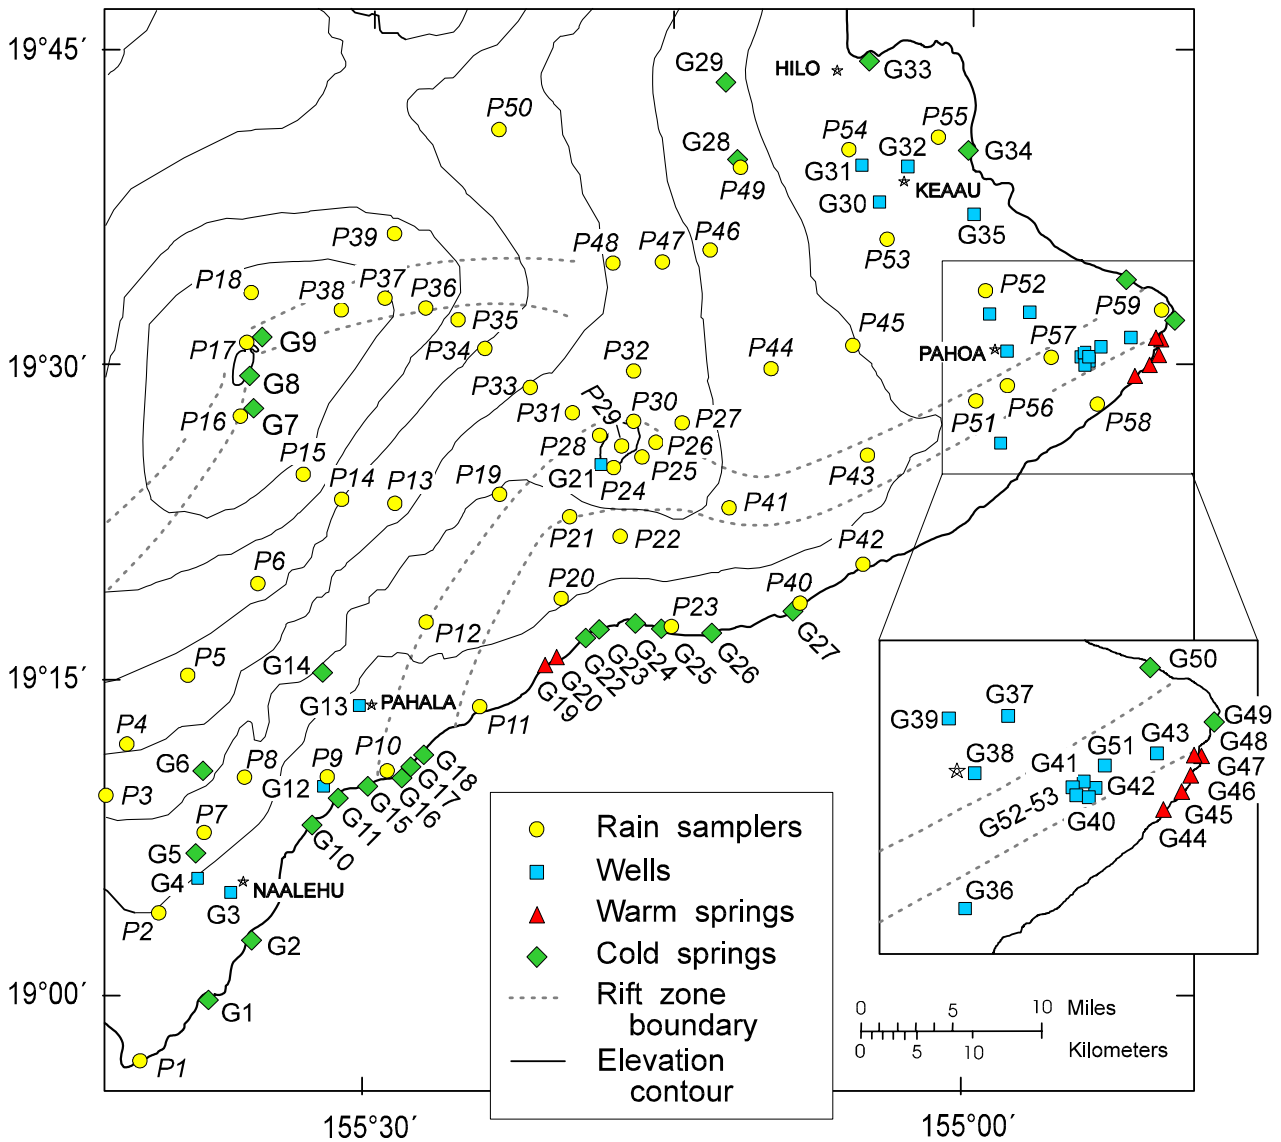 19°45´
G29
HILO
G33
P50
P54
P55
G28
G31
G32
G34
P49
KEAAU
G30
G35
P39
P48
P47
P46
P53
P18
P38
P37
P36
P52
P59
P17
G9
P35
P45
P57
19°30´
P34
PAHOA
G8
P32
P44
P33
P16
G7
P31
P29
P30
P27
P51
P56
P58
P28
P26
P15
G21
P25
P43
P14
P13
P19
P24
P41
P21
P22
P42
P6
P20
P40
P12
P23
19°15´
P5
G14
G19
G20
G22
G23
G24
G25
G26
G27
G13
PAHALA
P11
P4
G6
P8
P9
P10
G18
P3
G12
G17
G16
G15
G11
G10
P7
G5
G4
G3
NAALEHU
P2
G2
19°00´
G1
P1
Rain samplers
Wells
Warm springs
Cold springs
Rift zone
boundary
Elevation
contour
G50
G37
G39
G49
G38
G51
G43
G48
G41
G47
G42
G46
G52-53
G40
G45
G44
G36
0 5 10 Miles
0 5 10 Kilometers
155°30´
155°00´